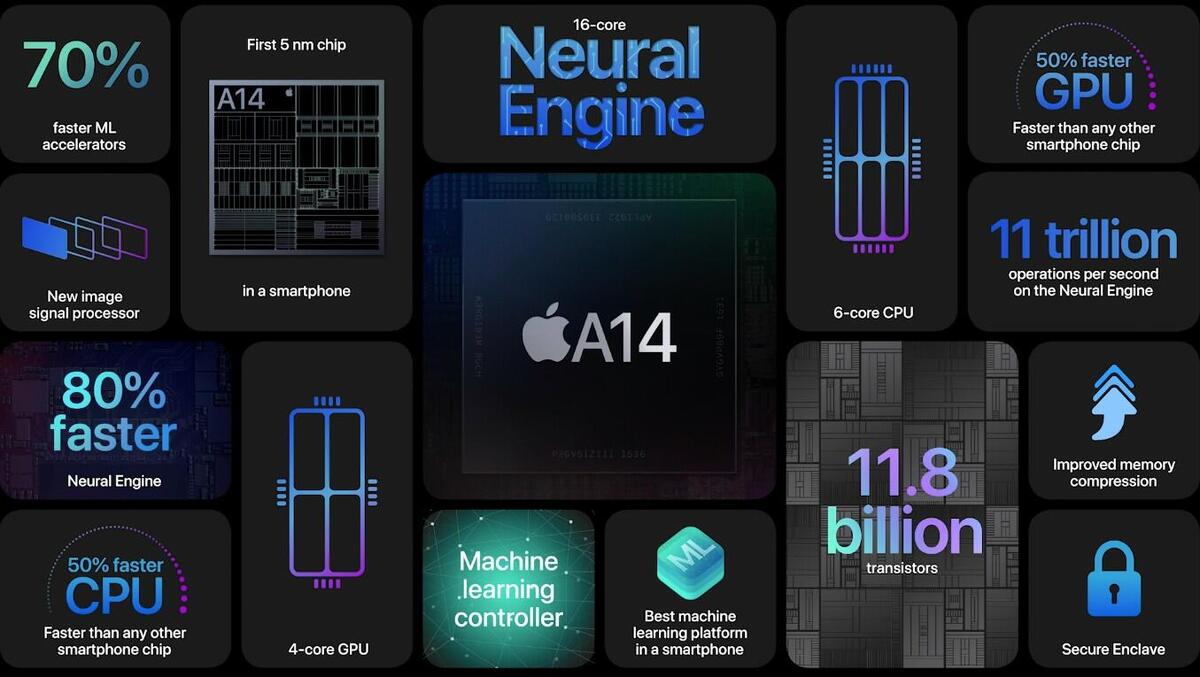 70%
faster ML
accelerators
First 5 nm chip
A14
in a smartphone
16-core
Neural
Engine
6-core CPU
50% faster
GPU
Faster than any other
smartphone chip
New image
signal processor
A14
11 trillion
operations per second
on the Neural Engine
80%
faster
Neural Engine
4-core GPU
11.8
billion
transistors
Improved memory
compression
50% faster
CPU
Faster than any other
smartphone chip
Machine
learning
controller
ML
Best machine
learning platform
in a smartphone
Secure Enclave